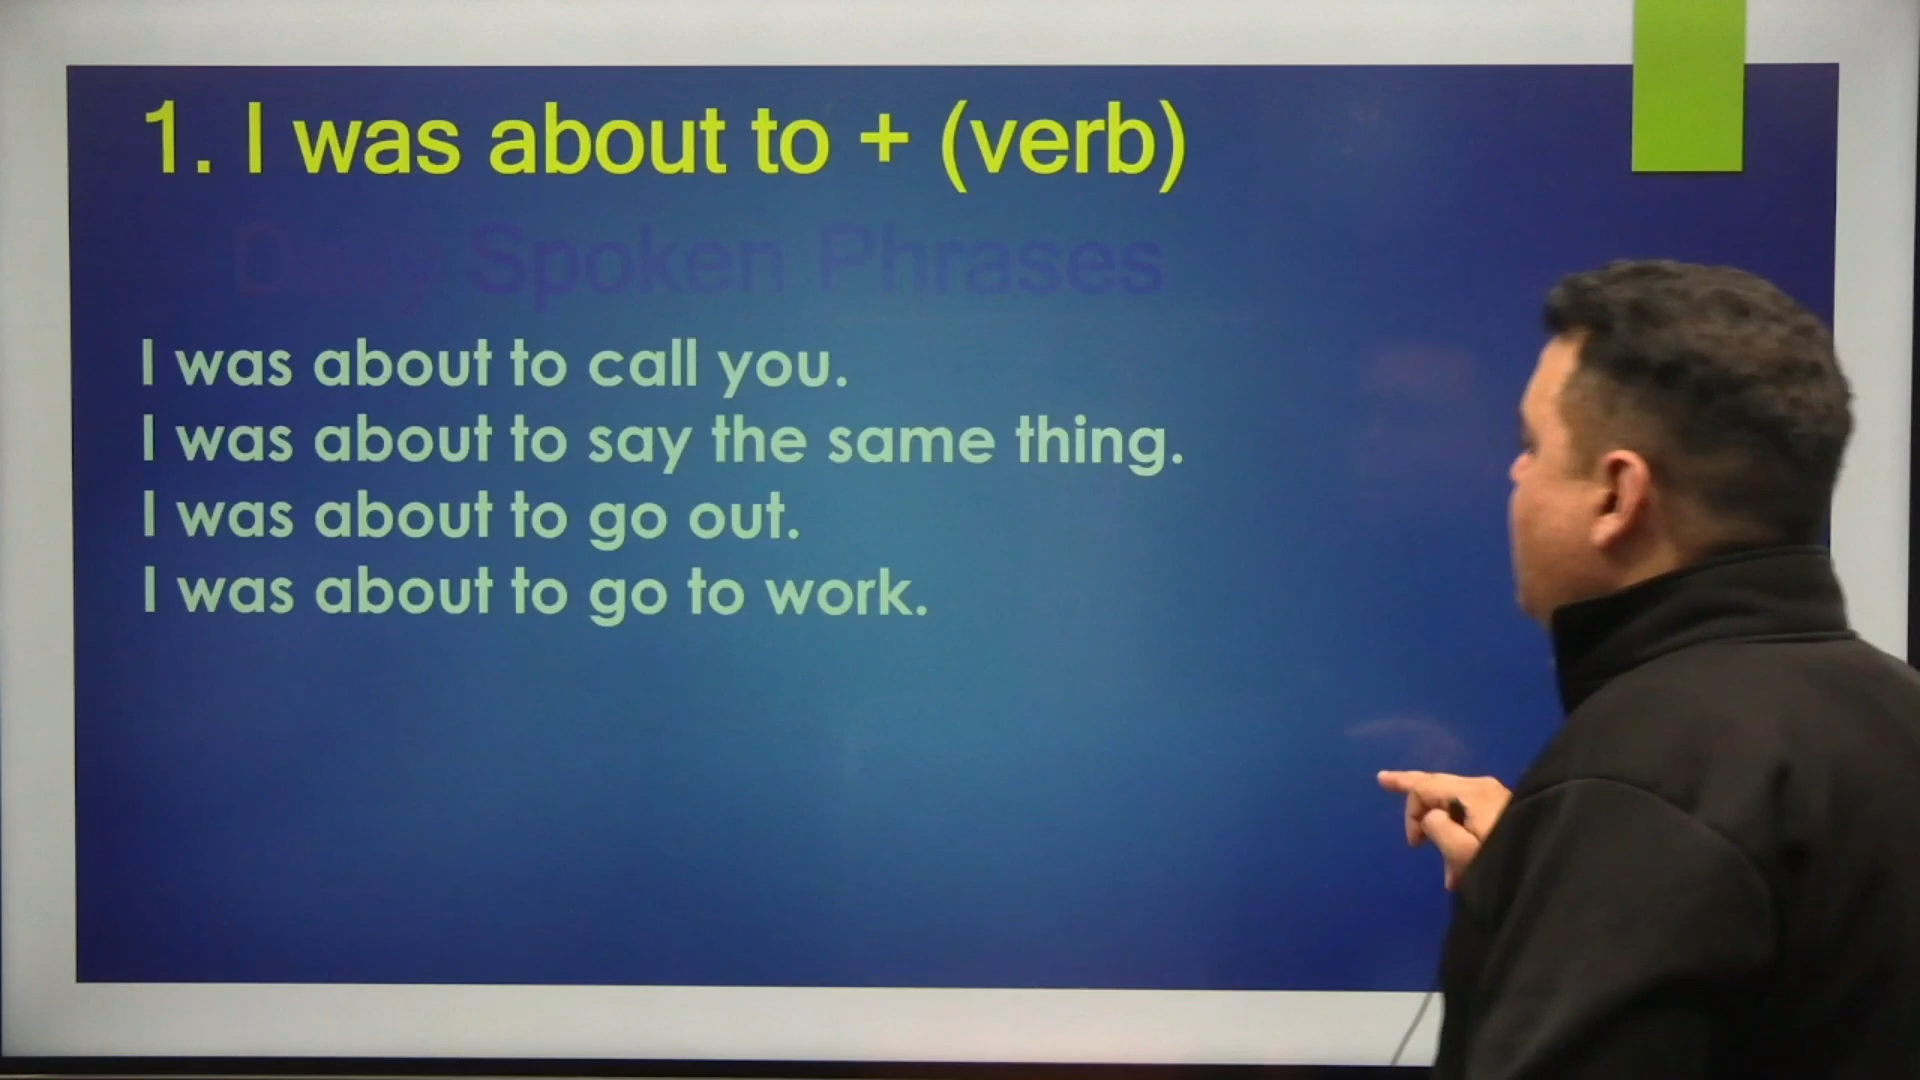 1. I was about to + (verb)
Daily Spoken Phrases
I was about to call you.
I was about to say the same thing.
I was about to go out.
I was about to go to work.